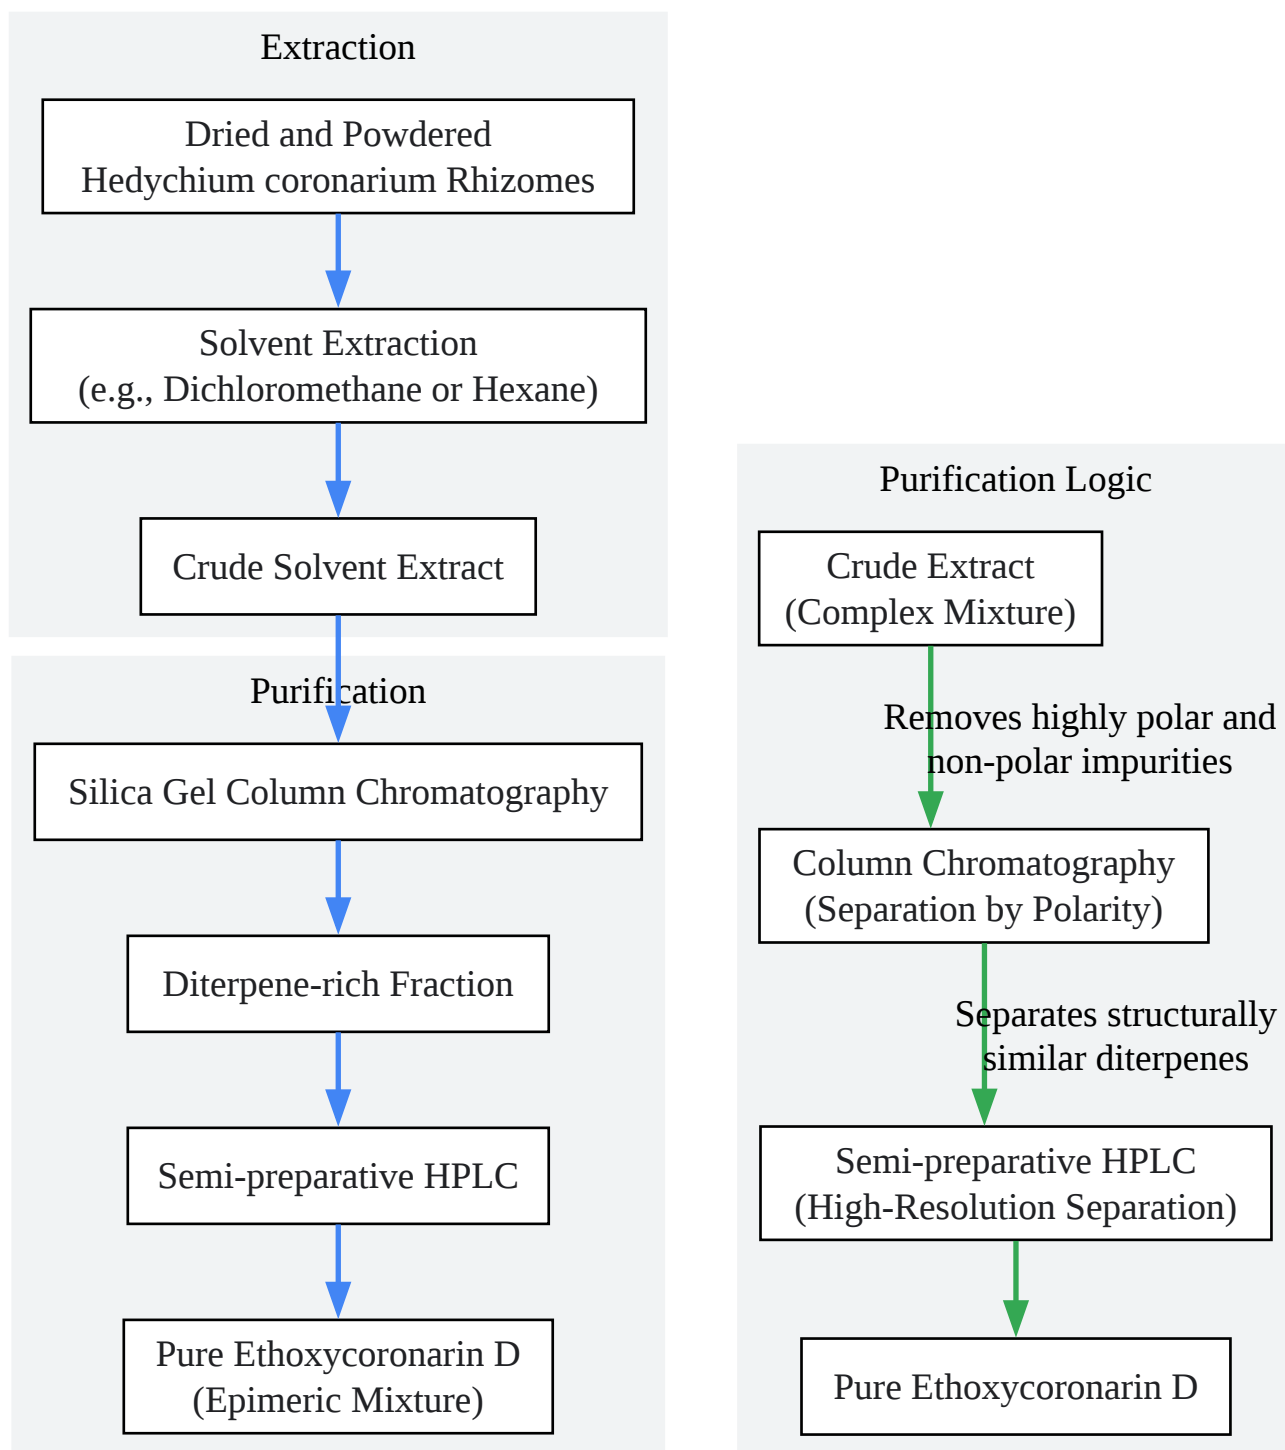 Extraction
Dried and Powdered
Hedychium coronarium Rhizomes
Solvent Extraction
(e.g., Dichloromethane or Hexane)
Crude Solvent Extract
Purification
Silica Gel Column Chromatography
Diterpene-rich Fraction
Semi-preparative HPLC
Pure Ethoxycoronarin D
(Epimeric Mixture)
Purification Logic
Crude Extract
(Complex Mixture)
Removes highly polar and
non-polar impurities
Column Chromatography
(Separation by Polarity)
Separates structurally
similar diterpenes
Semi-preparative HPLC
(High-Resolution Separation)
Pure Ethoxycoronarin D